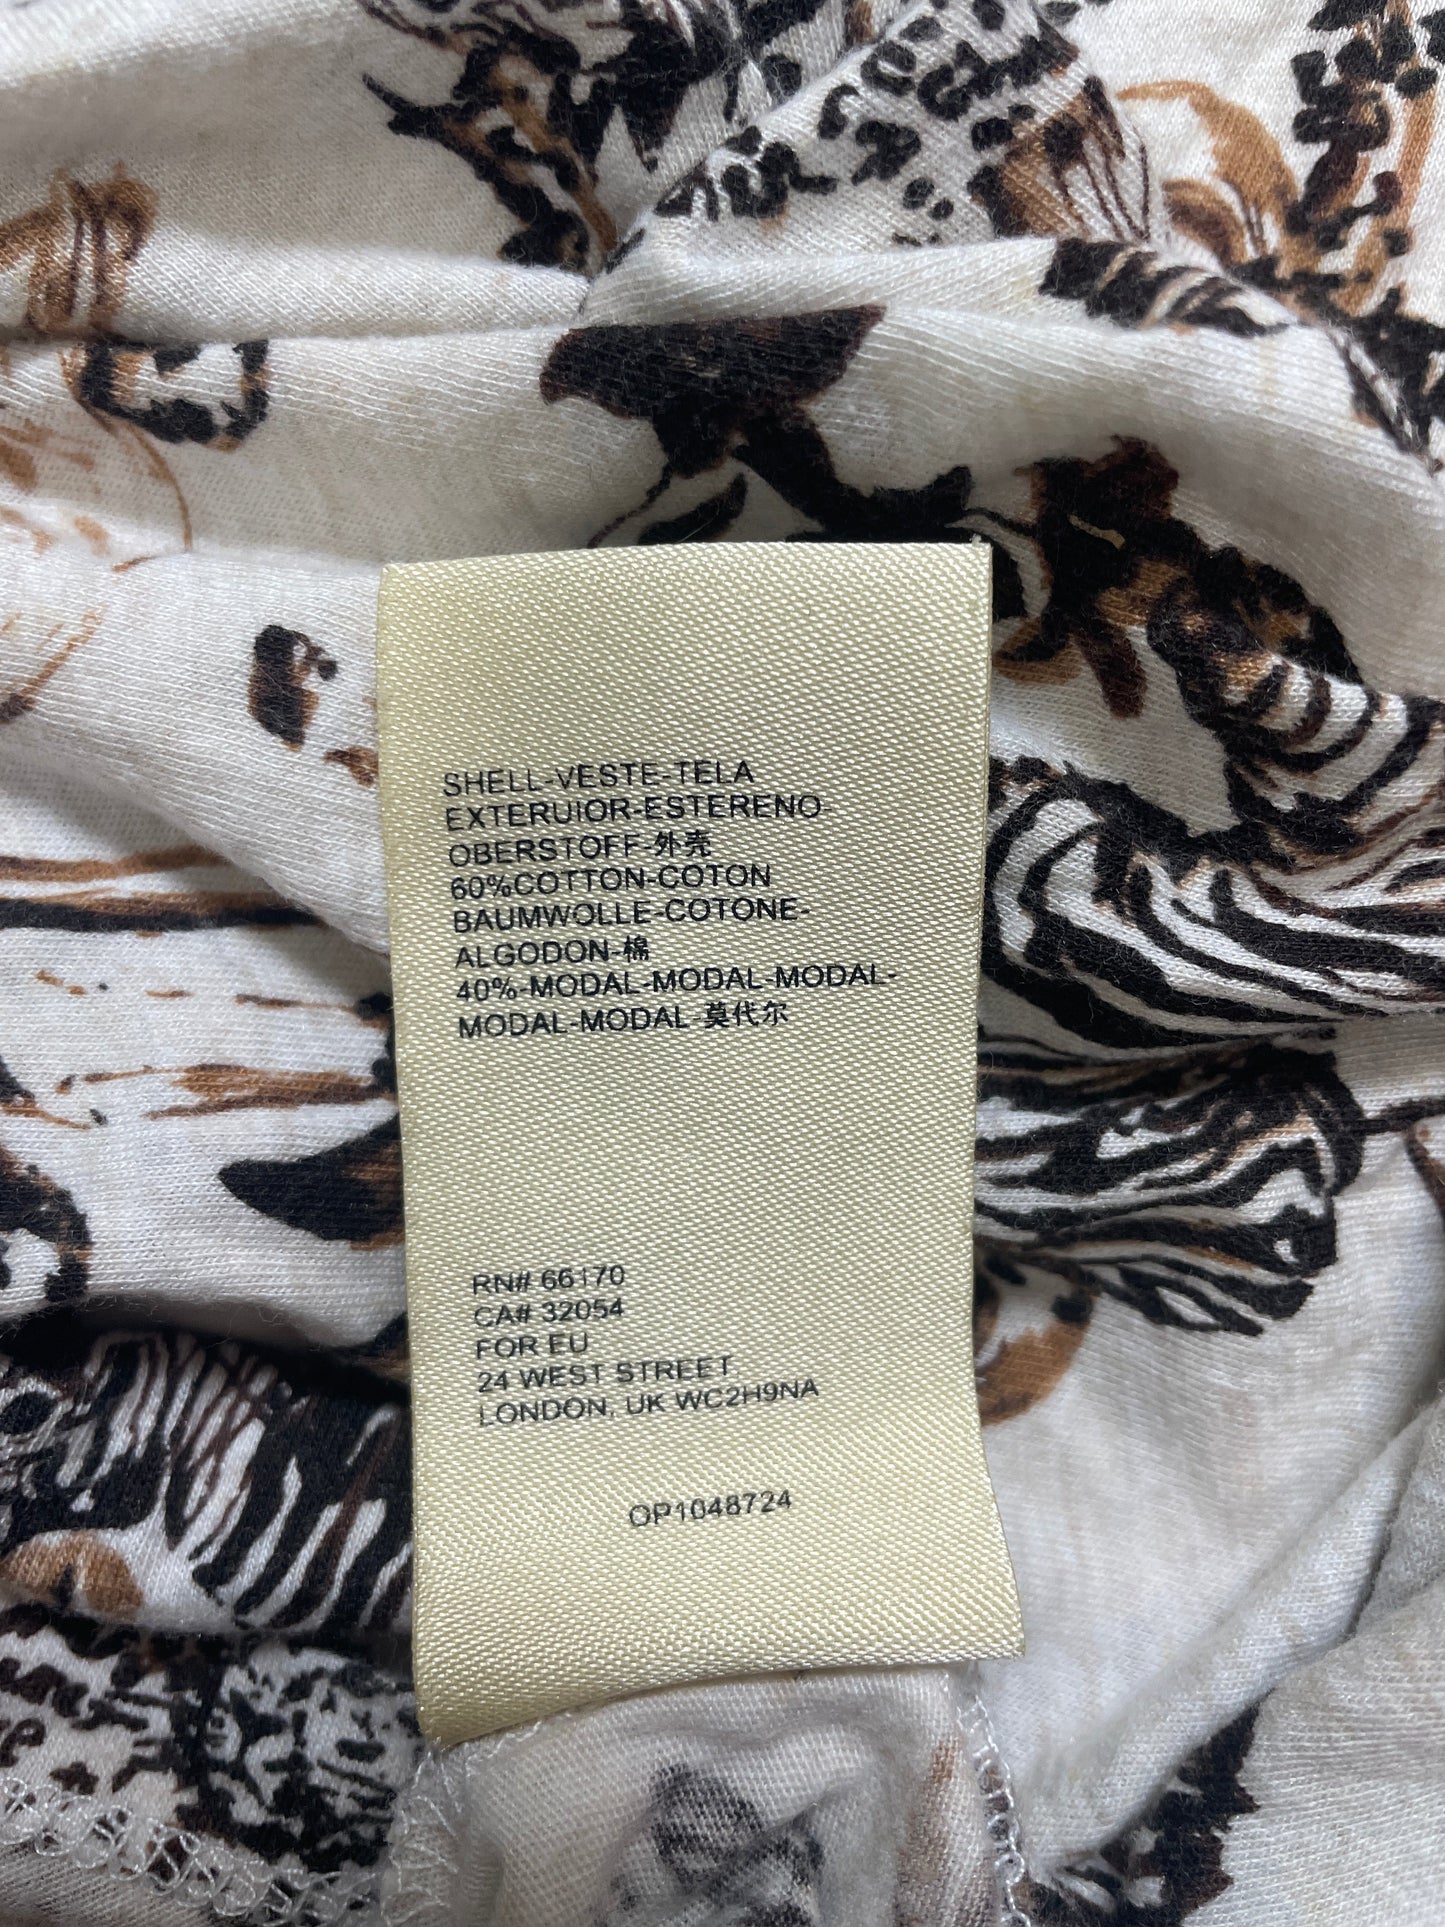 SHELL-VESTE-TELA
EXTERUIOR-ESTERENO-
OBERSTOFF-外壳
60%COTTON-COTON
BAUMWOLLE-COTONE-
ALGODON-棉
40%-MODAL-MODAL-MODAL-
MODAL-MODAL-莫代尔
RN# 66170
CA# 32054
FOR EU
24 WEST STREET
LONDON, UK WC2H9NA
OP1048724